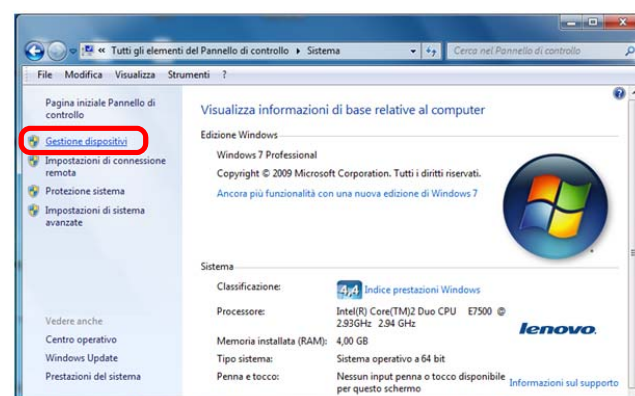 « Tutti gli elementi del Pannello di controllo ▸ Sistema
Cerca nel Pannello di controllo
File Modifica Visualizza Strumenti ?
Pagina iniziale Pannello di
controllo
Gestione dispositivi
Impostazioni di connessione
remota
Protezione sistema
Impostazioni di sistema
avanzate
Vedere anche
Centro operativo
Windows Update
Prestazioni del sistema
Visualizza informazioni di base relative al computer
Edizione Windows
Windows 7 Professional
Copyright © 2009 Microsoft Corporation. Tutti i diritti riservati.
Ancora più funzionalità con una nuova edizione di Windows 7
Sistema
Classificazione: 4,4 Indice prestazioni Windows
Processore: Intel(R) Core(TM)2 Duo CPU E7500 @
2.93GHz 2.94 GHz
lenovo.
Memoria installata (RAM): 4,00 GB
Tipo sistema: Sistema operativo a 64 bit
Penna e tocco: Nessun input penna o tocco disponibile
per questo schermo
Informazioni sul supporto